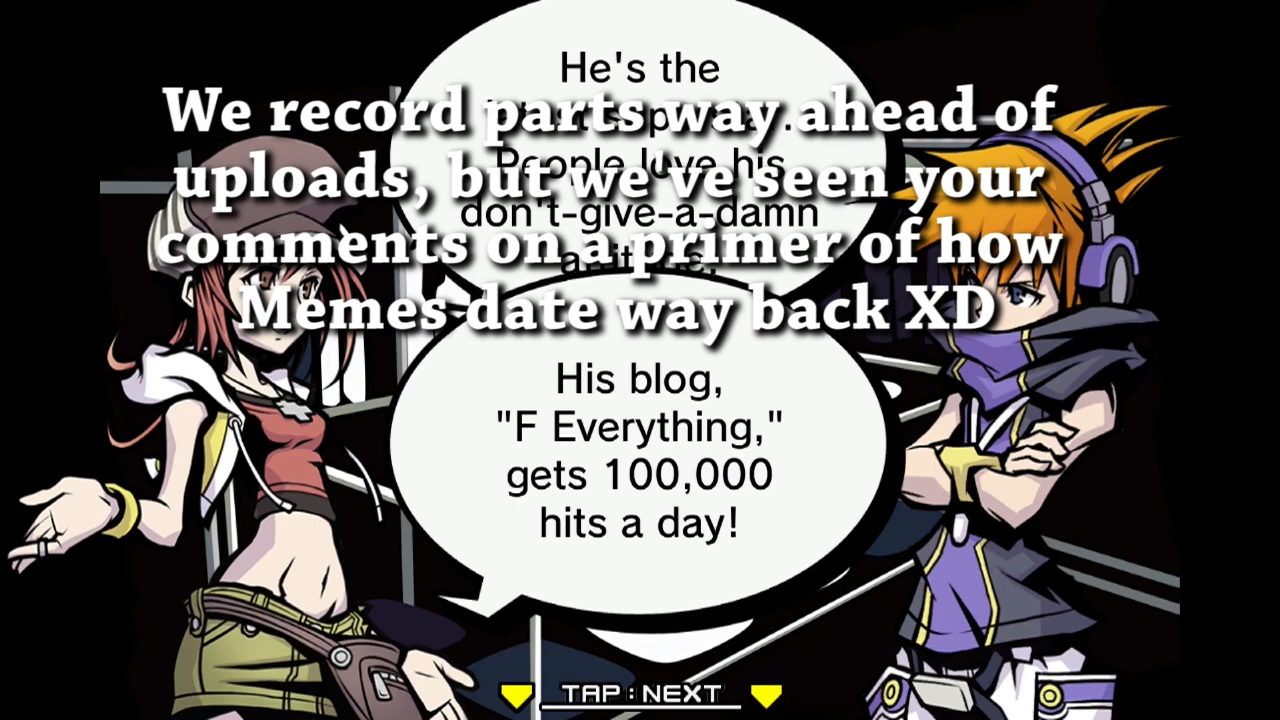 He's the
We record parts way ahead of
People love his
uploads, but we ve seen your
don't-give-a-damn
comments on a primer of how
Memes date way back XD
His blog,
"F Everything,"
gets 100,000
hits a day!
TAP : NEXT